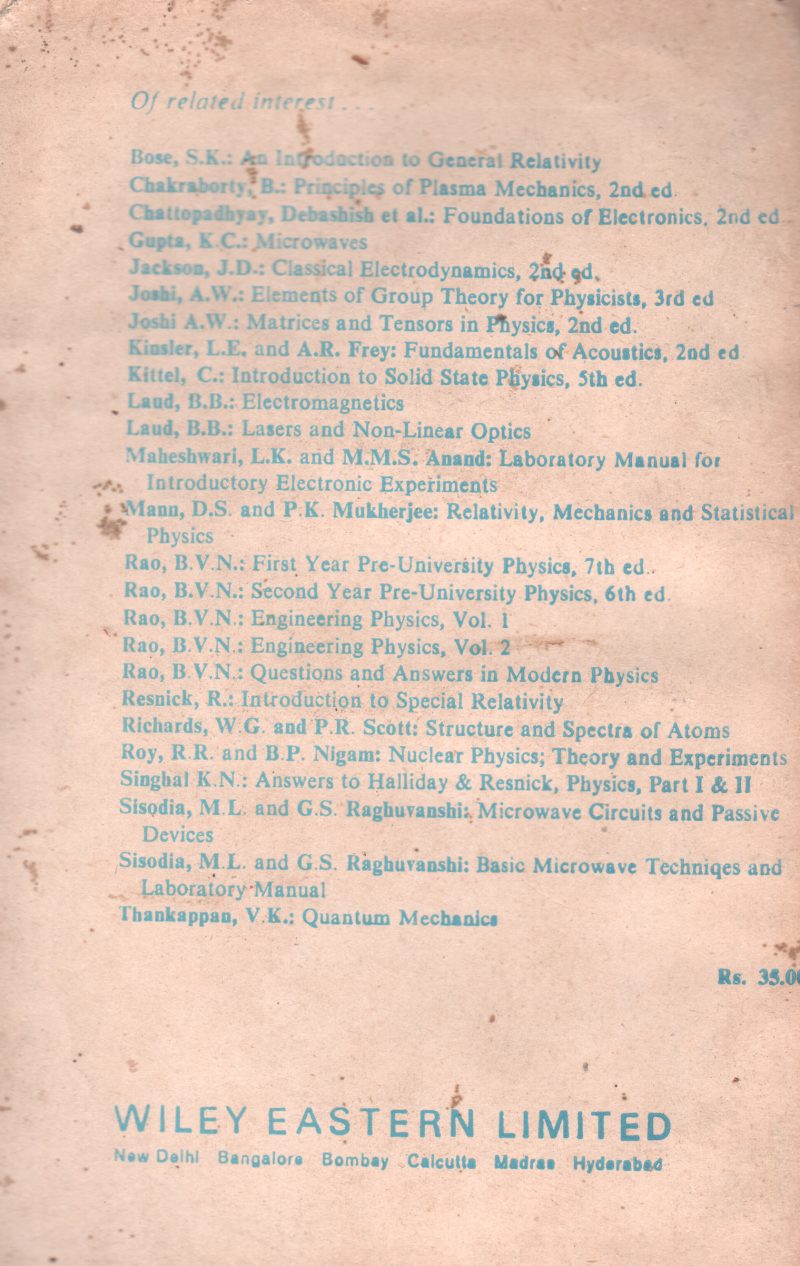 Of related interest ...
Bose, S.K.: An Introduction to General Relativity
Chakraborty, B.: Principles of Plasma Mechanics, 2nd ed.
Chattopadhyay, Debashish et al.: Foundations of Electronics, 2nd ed
Gupta, K.C.: Microwaves
Jackson, J.D.: Classical Electrodynamics, 2nd ed.
Joshi, A.W.: Elements of Group Theory for Physicists, 3rd ed
Joshi A.W.: Matrices and Tensors in Physics, 2nd ed.
Kinsler, L.E. and A.R. Frey: Fundamentals of Acoustics, 2nd ed
Kittel, C.: Introduction to Solid State Physics, 5th ed.
Laud, B.B.: Electromagnetics
Laud, B.B.: Lasers and Non-Linear Optics
Maheshwari, L.K. and M.M.S. Anand: Laboratory Manual for
Introductory Electronic Experiments
Mann, D.S. and P.K. Mukherjee: Relativity, Mechanics and Statistical
Physics
Rao, B.V.N.: First Year Pre-University Physics, 7th ed.
Rao, B.V.N.: Second Year Pre-University Physics, 6th ed.
Rao, B.V.N.: Engineering Physics, Vol. 1
Rao, B.V.N.: Engineering Physics, Vol. 2
Rao, B.V.N.: Questions and Answers in Modern Physics
Resnick, R.: Introduction to Special Relativity
Richards, W.G. and P.R. Scott: Structure and Spectra of Atoms
Roy, R.R. and B.P. Nigam: Nuclear Physics; Theory and Experiments
Singhal K.N.: Answers to Halliday & Resnick, Physics, Part I & II
Sisodia, M.L. and G.S. Raghuvanshi: Microwave Circuits and Passive
Devices
Sisodia, M.L. and G.S. Raghuvanshi: Basic Microwave Techniqes and
Laboratory Manual
Thankappan, V.K.: Quantum Mechanics
Rs. 35.00
WILEY EASTERN LIMITED
New Delhi Bangalore Bombay Calcutta Madras Hyderabad